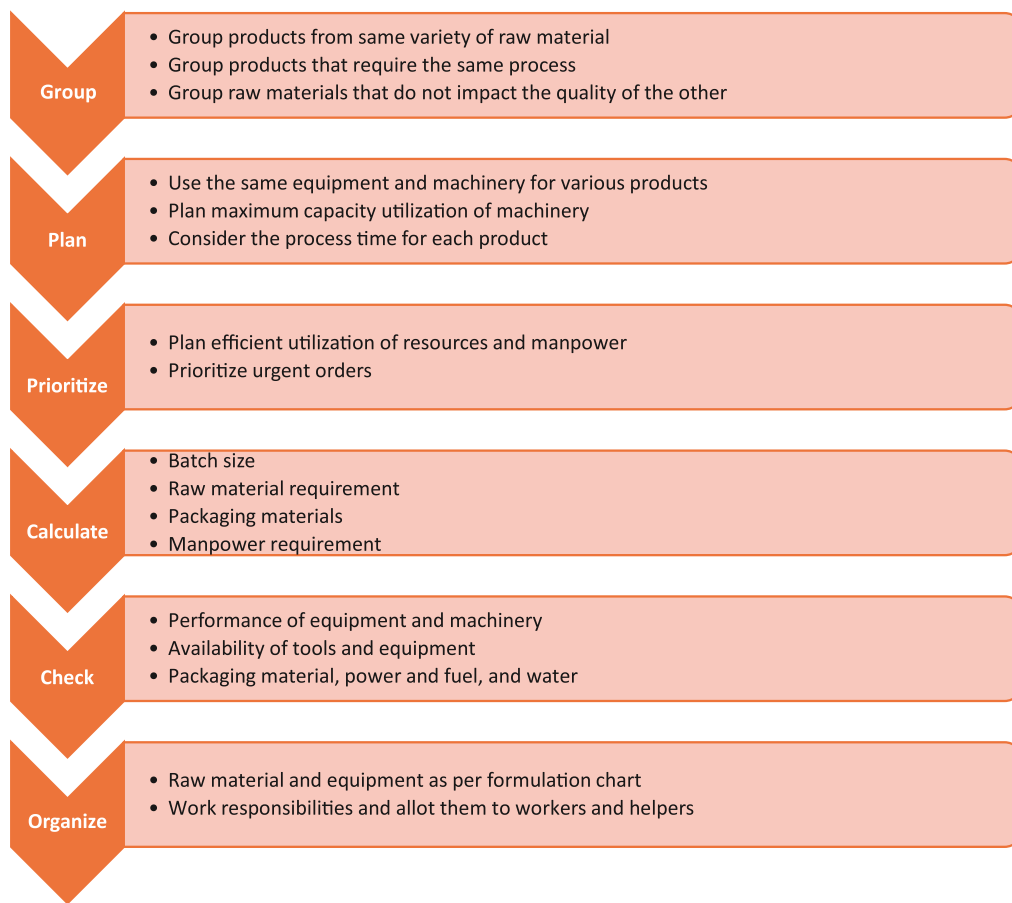 Group
• Group products from same variety of raw material
• Group products that require the same process
• Group raw materials that do not impact the quality of the other
Plan
• Use the same equipment and machinery for various products
• Plan maximum capacity utilization of machinery
• Consider the process time for each product
Prioritize
• Plan efficient utilization of resources and manpower
• Prioritize urgent orders
Calculate
• Batch size
• Raw material requirement
• Packaging materials
• Manpower requirement
Check
• Performance of equipment and machinery
• Availability of tools and equipment
• Packaging material, power and fuel, and water
Organize
• Raw material and equipment as per formulation chart
• Work responsibilities and allot them to workers and helpers